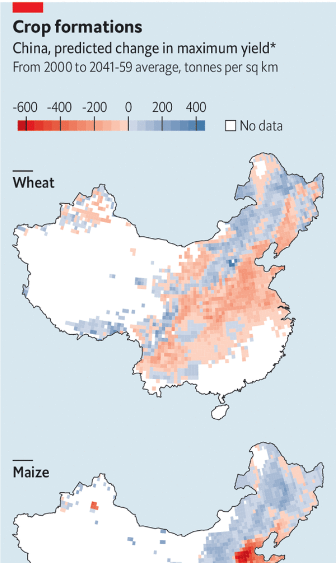 Crop formations
China, predicted change in maximum yield*
From 2000 to 2041-59 average, tonnes per sq km
-600 -400 -200 0 200 400
No data
Wheat
Maize